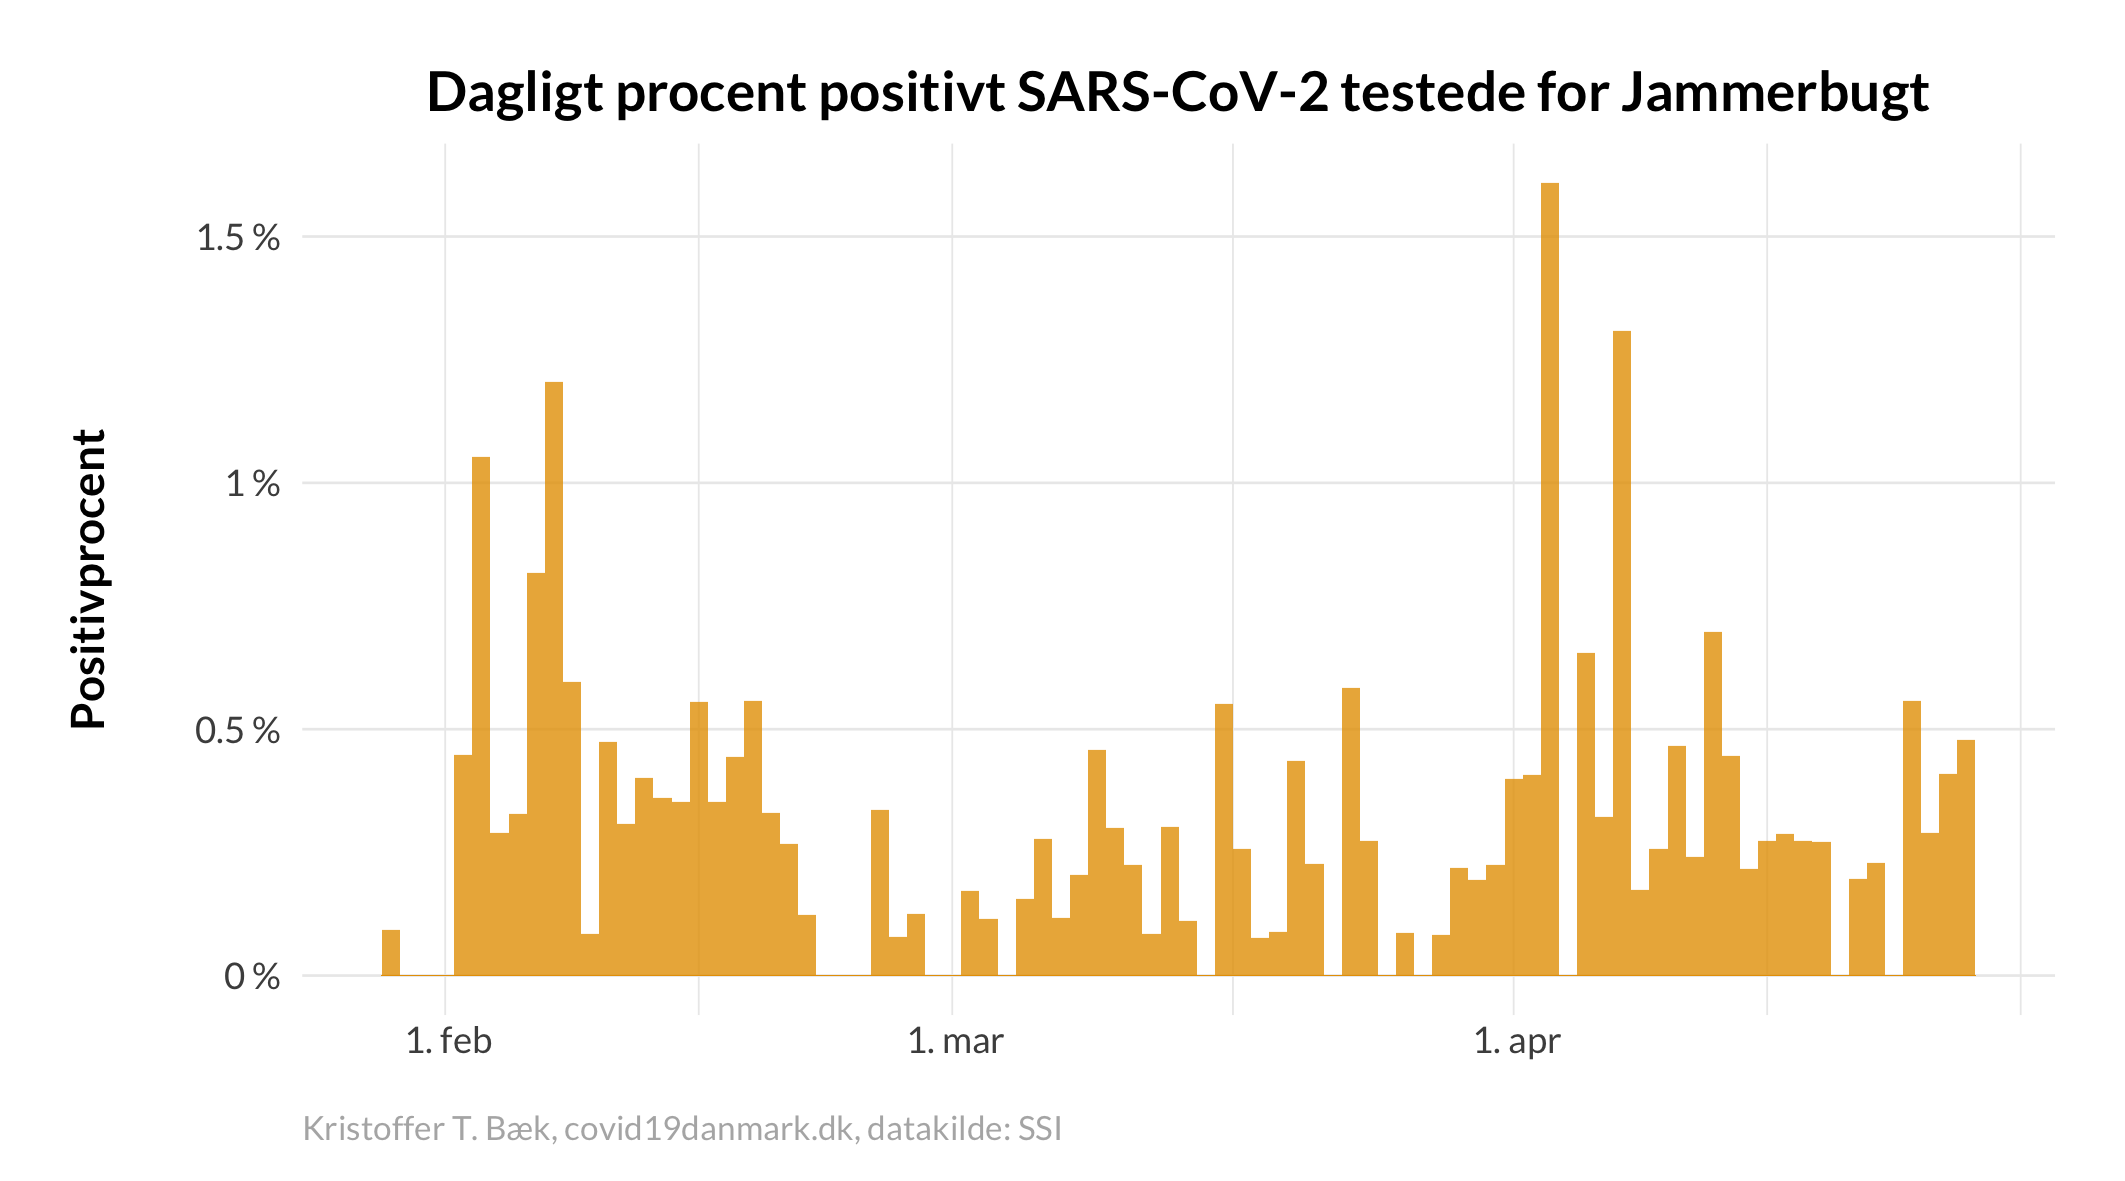 Dagligt procent positivt SARS-CoV-2 testede for Jammerbugt
Positivprocent
1.5 %
1 %
0.5 %
0 %
1. feb
1. mar
1. apr
Kristoffer T. Bæk, covid19danmark.dk, datakilde: SSI